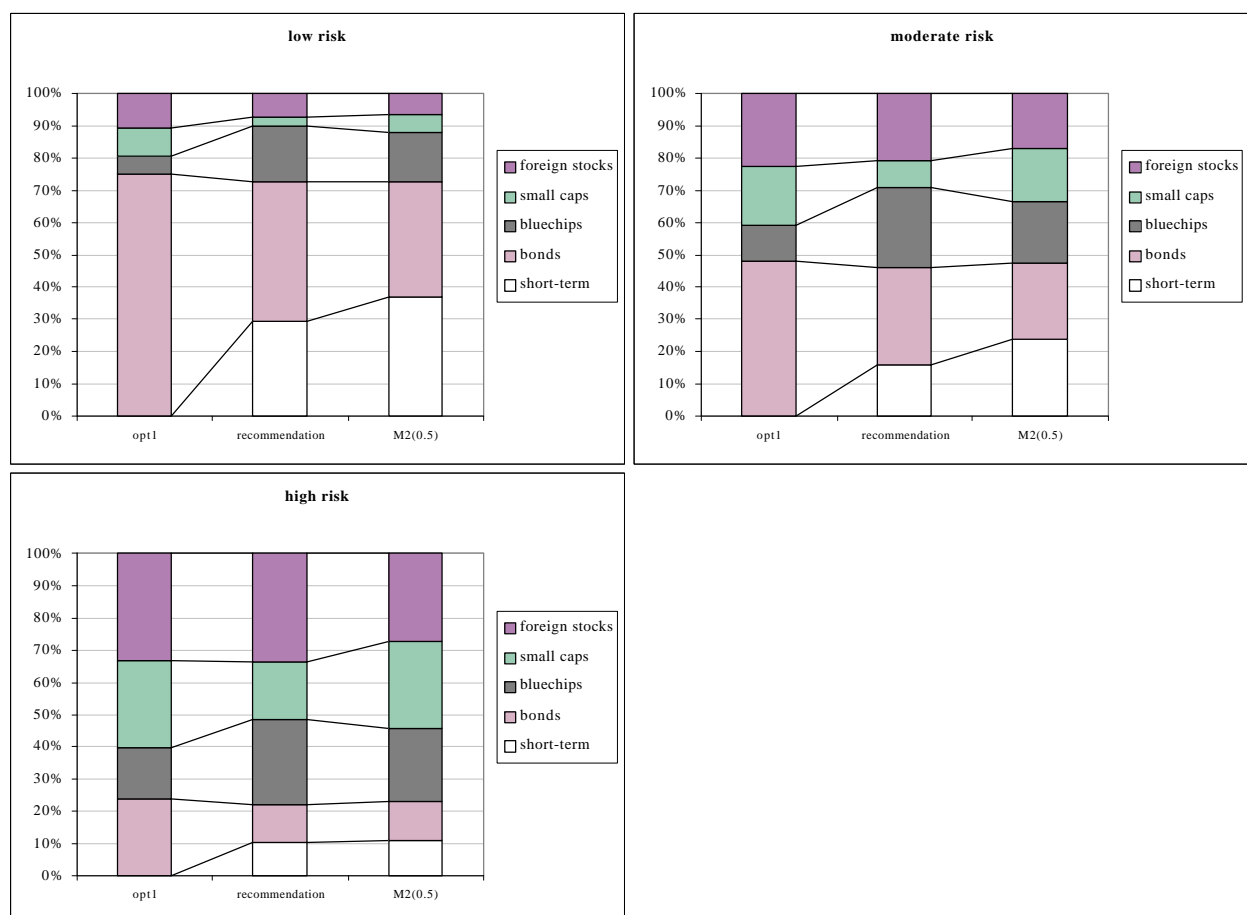 low risk
100%
90%
80%
70%
60%
50%
40%
30%
20%
10%
0%
opt1 recommendation M2(0.5)
foreign stocks
small caps
bluechips
bonds
short-term
moderate risk
100%
90%
80%
70%
60%
50%
40%
30%
20%
10%
0%
opt1 recommendation M2(0.5)
foreign stocks
small caps
bluechips
bonds
short-term
high risk
100%
90%
80%
70%
60%
50%
40%
30%
20%
10%
0%
opt1 recommendation M2(0.5)
foreign stocks
small caps
bluechips
bonds
short-term